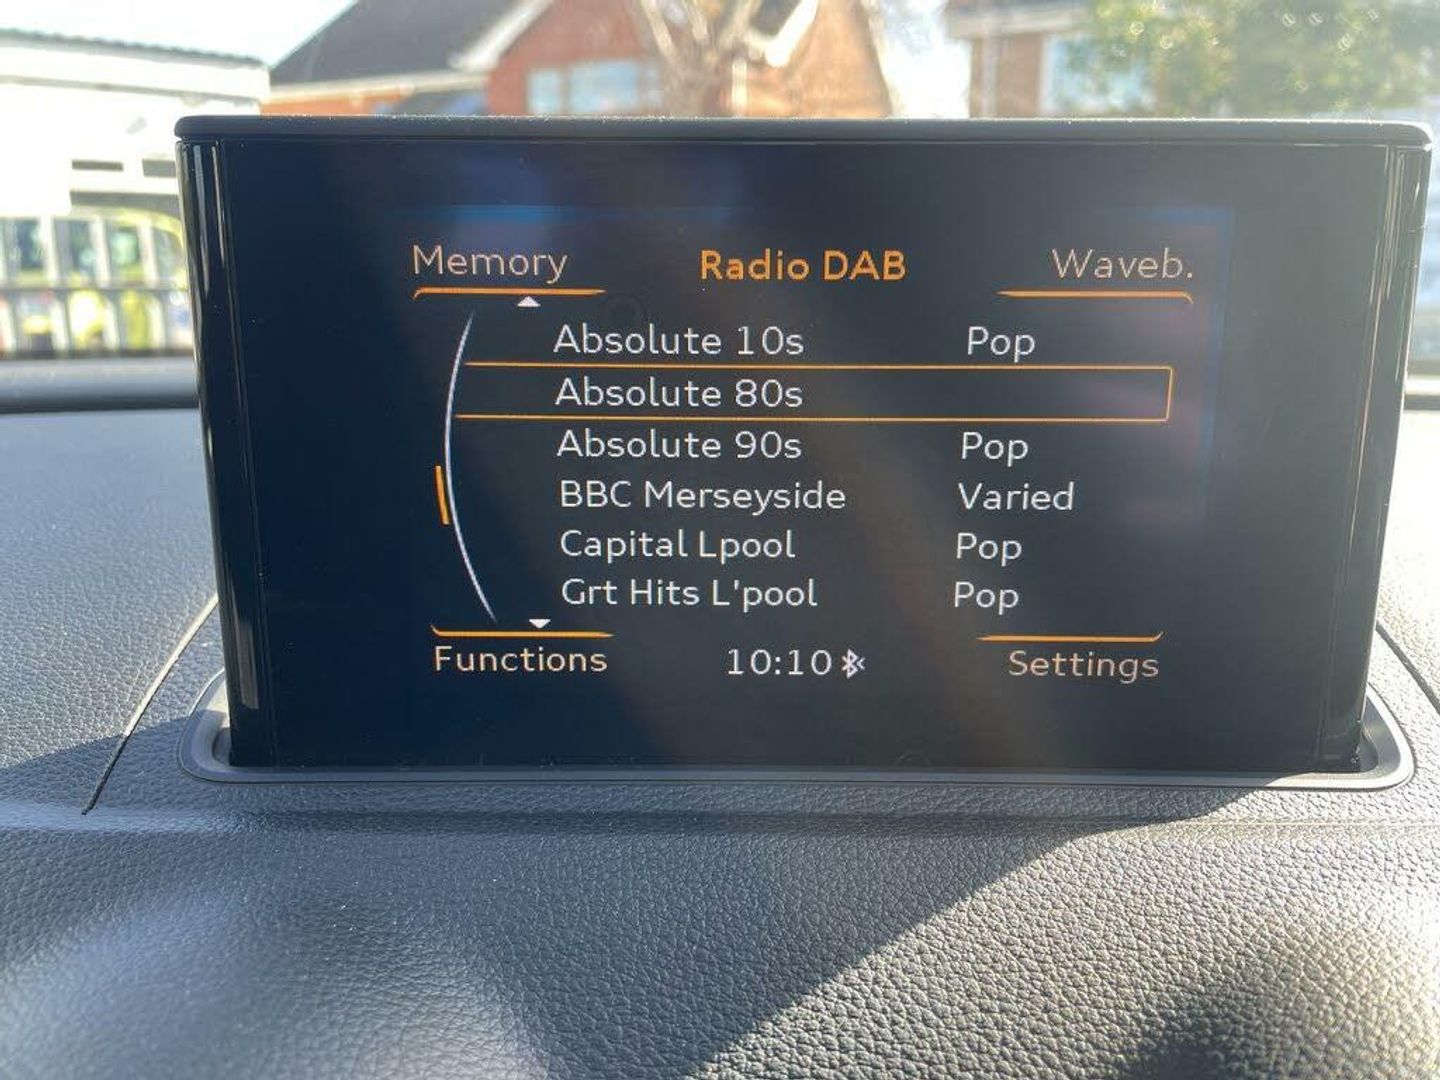 Memory Radio DAB Waveb.
Absolute 10s Pop
Absolute 80s
Absolute 90s Pop
BBC Merseyside Varied
Capital Lpool Pop
Grt Hits L'pool Pop
Functions 10:10 Settings